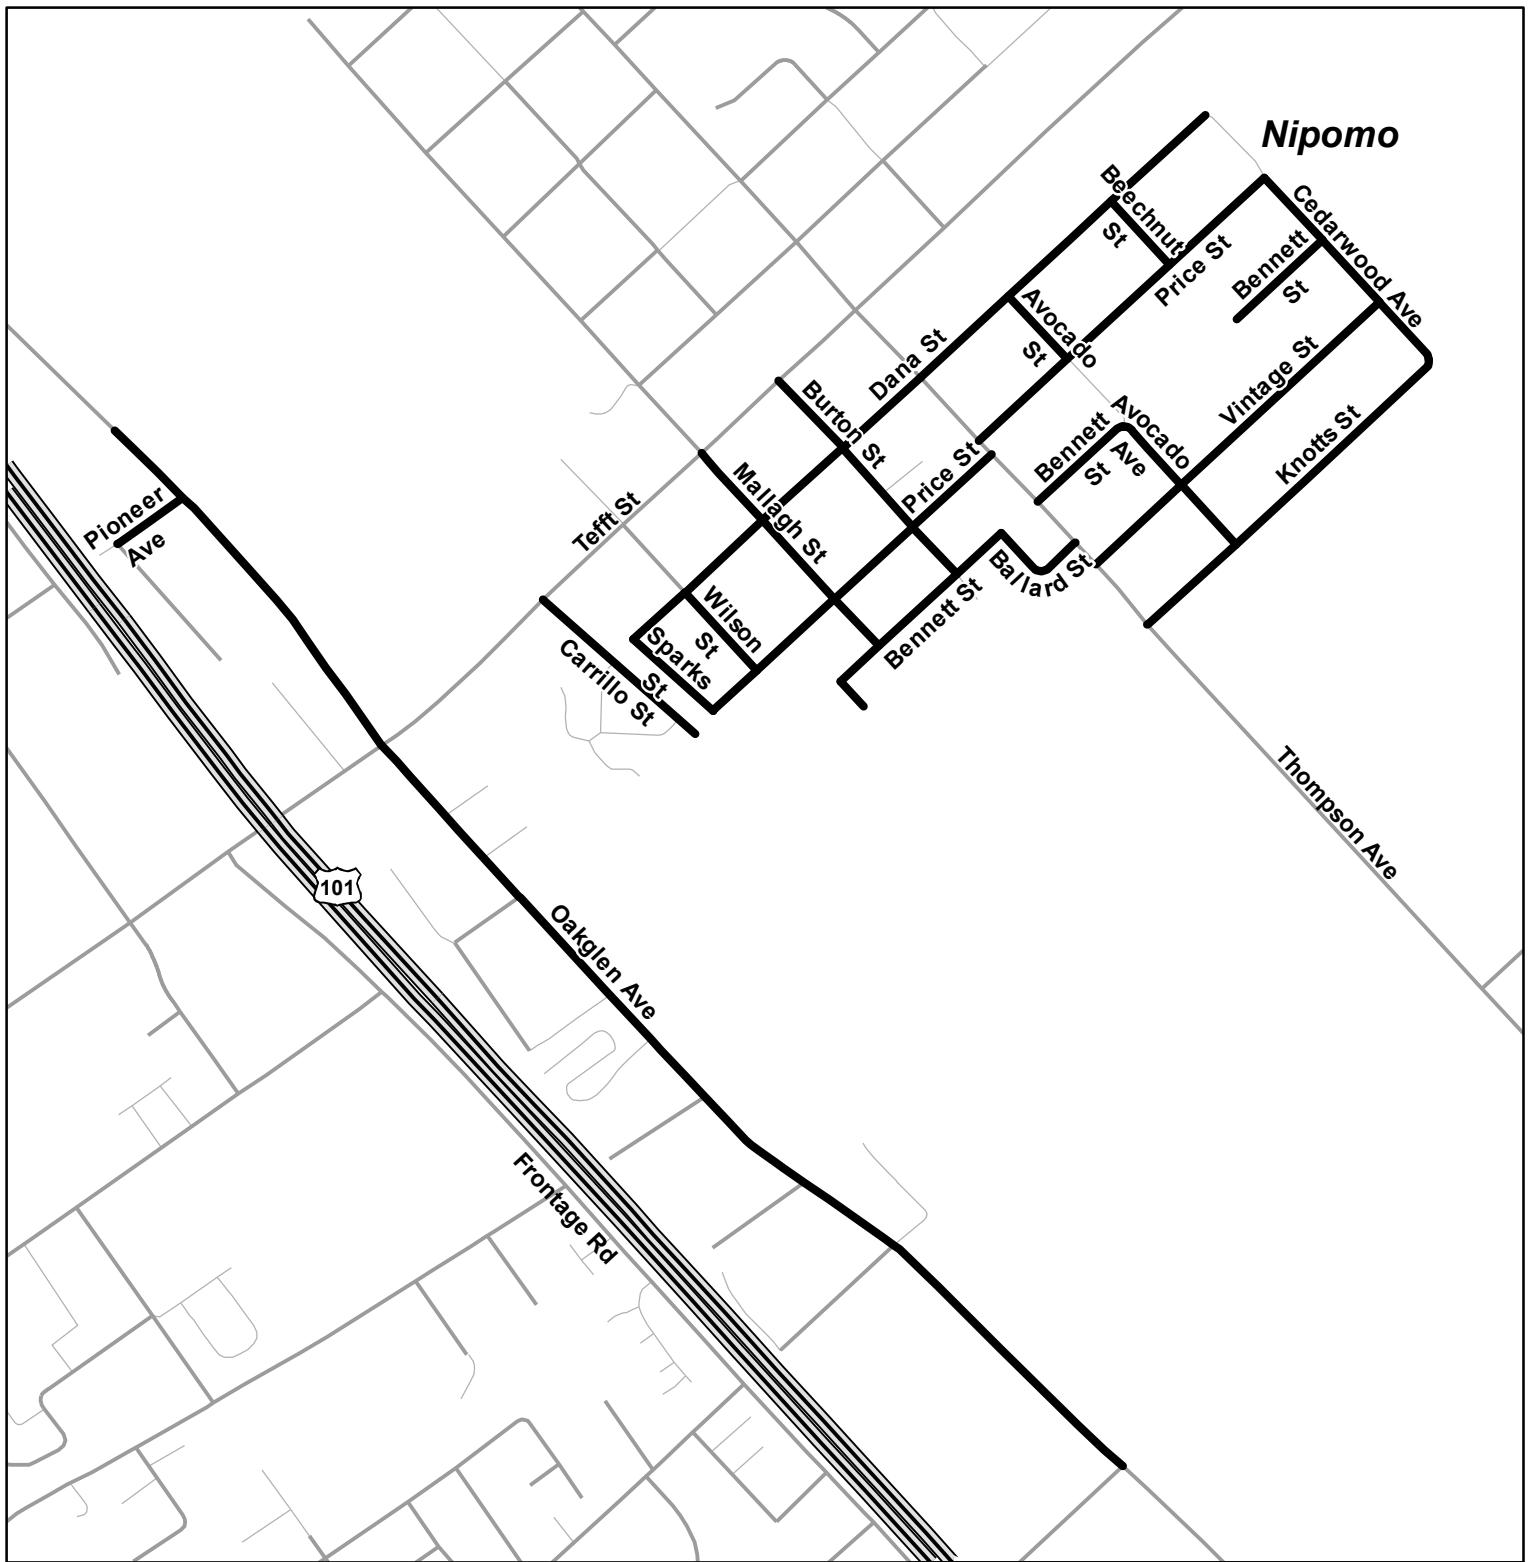 Nipomo
Beechnut
St
Cedarwood Ave
Price St
Bennett
St
Avocado
St
Dana St
Vintage St
Burton St
Avocado
Ave
Bennett
St
Knotts St
Price St
Mallagh St
Tefft St
Pioneer
Ave
Ballard St
Bennett St
Wilson
St
Sparks
St
Carrillo St
Thompson Ave
101
Oakglen Ave
Frontage Rd